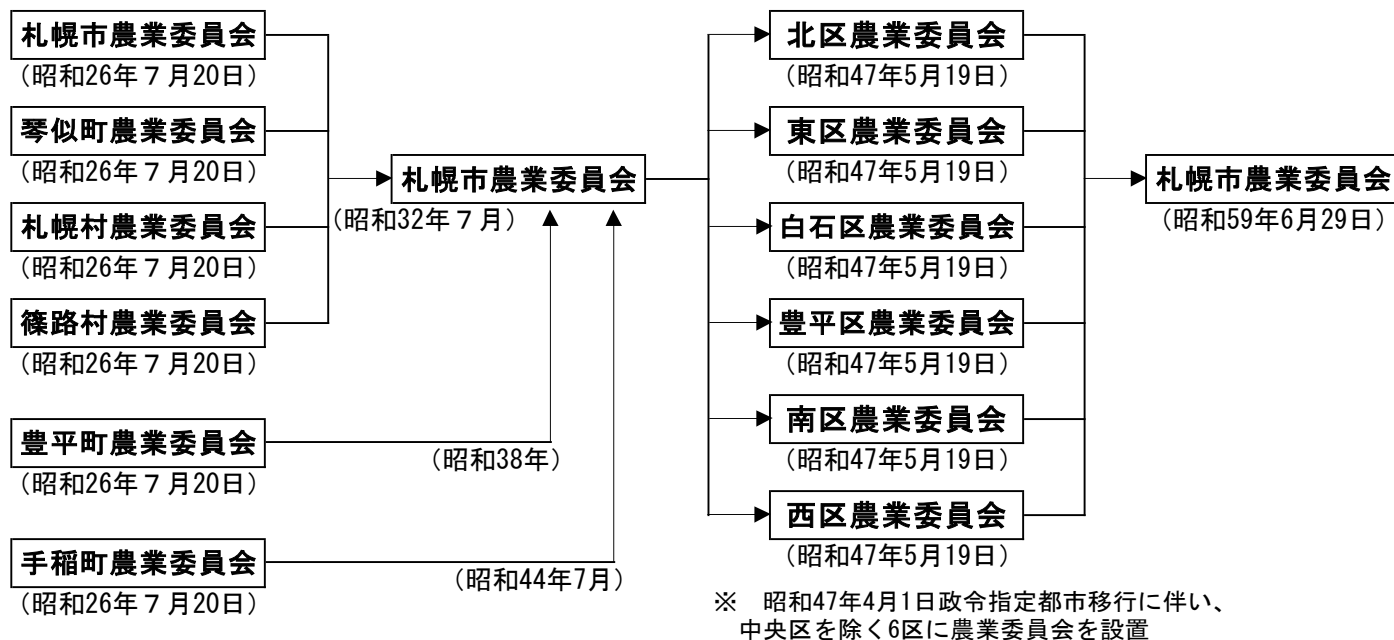 札幌市農業委員会
（昭和26年７月20日）
琴似町農業委員会
（昭和26年７月20日）
札幌村農業委員会
（昭和26年７月20日）
篠路村農業委員会
（昭和26年７月20日）
豊平町農業委員会
（昭和26年７月20日）
手稲町農業委員会
（昭和26年７月20日）
札幌市農業委員会
（昭和32年７月）
（昭和38年）
（昭和44年7月）
北区農業委員会
（昭和47年5月19日）
東区農業委員会
（昭和47年5月19日）
白石区農業委員会
（昭和47年5月19日）
豊平区農業委員会
（昭和47年5月19日）
南区農業委員会
（昭和47年5月19日）
西区農業委員会
（昭和47年5月19日）
札幌市農業委員会
（昭和59年6月29日）
※　昭和47年4月1日政令指定都市移行に伴い、
中央区を除く6区に農業委員会を設置